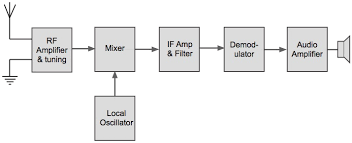 RF
Amplifier
& tuning
Mixer
IF Amp
& Filter
Demod-
ulator
Audio
Amplifier
Local
Oscillator